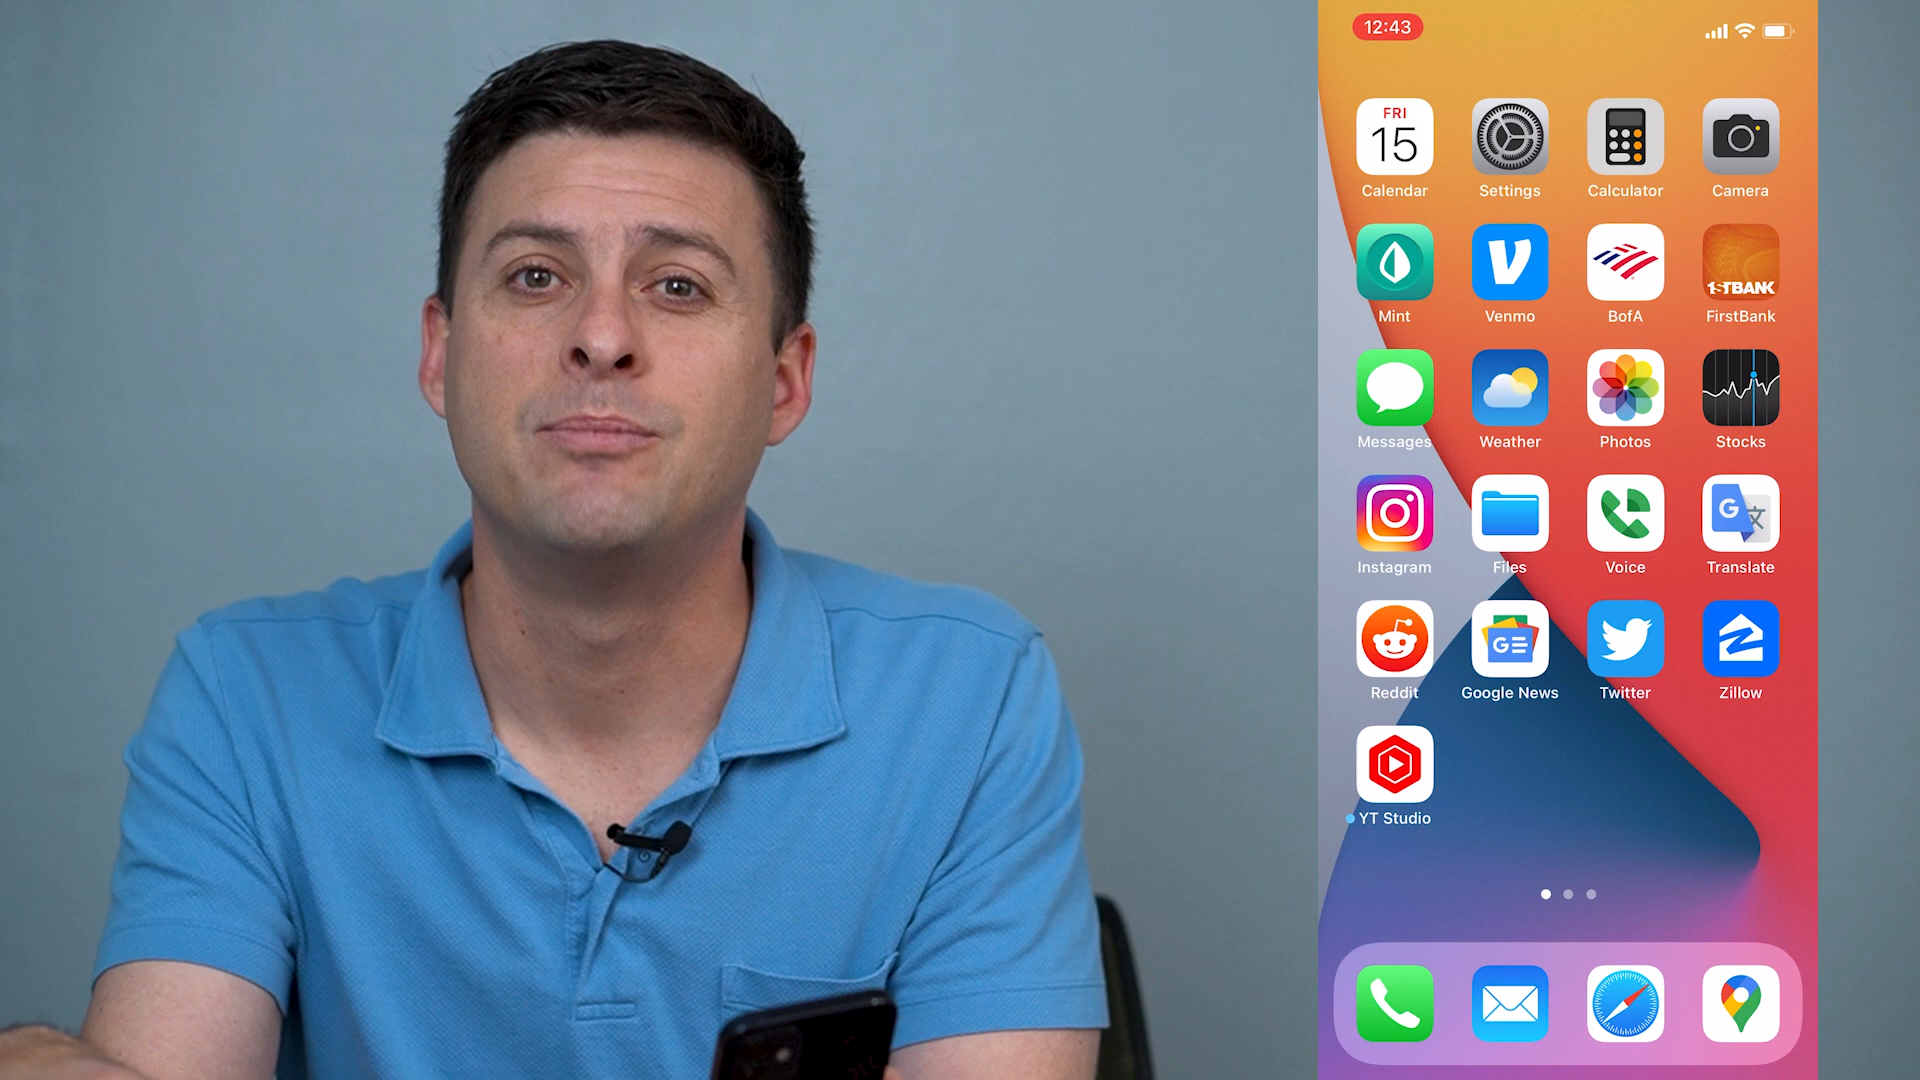 12:43
FRI
15
Calendar Settings Calculator Camera
1STBANK
Mint Venmo BofA FirstBank
Messages Weather Photos Stocks
G 文
Instagram Files Voice Translate
GE
Reddit Google News Twitter Zillow
YT Studio